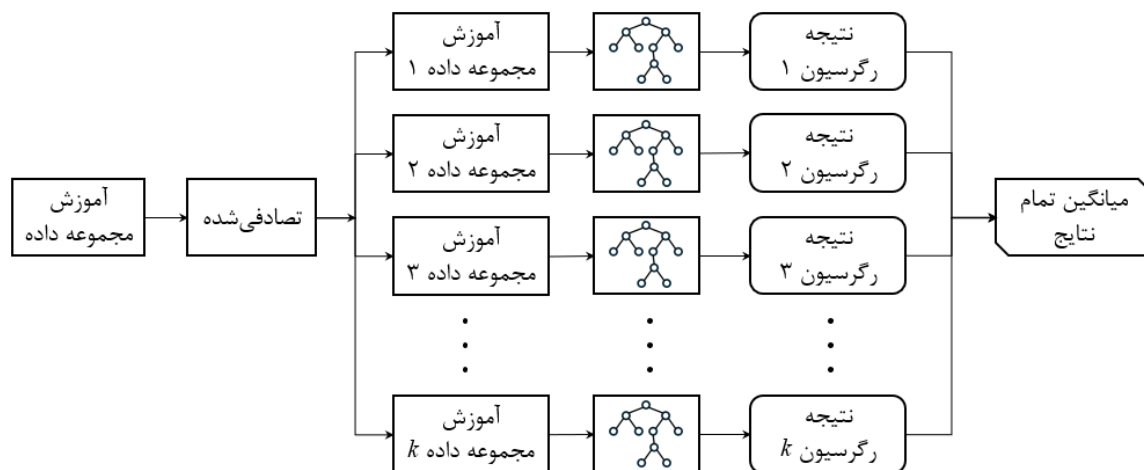 آموزش
مجموعه داده
تصادفی‌شده
آموزش
مجموعه داده ۱
نتیجه
رگرسیون ۱
آموزش
مجموعه داده ۲
نتیجه
رگرسیون ۲
آموزش
مجموعه داده ۳
نتیجه
رگرسیون ۳
آموزش
مجموعه داده k
نتیجه
رگرسیون k
میانگین تمام
نتایج